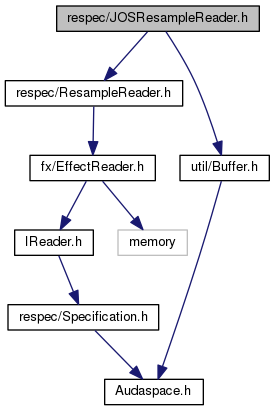 respec/JOSResampleReader.h
respec/ResampleReader.h
fx/EffectReader.h
util/Buffer.h
IReader.h
memory
respec/Specification.h
Audaspace.h